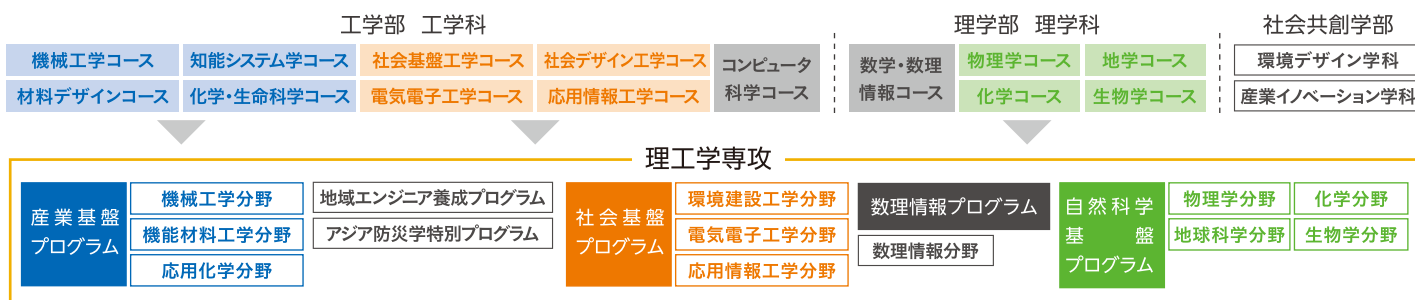 工学部 工学科
機械工学コース
知能システム学コース
社会基盤工学コース
社会デザイン工学コース
材料デザインコース
化学・生命科学コース
電気電子工学コース
応用情報工学コース
コンピュータ
科学コース
理学部 理学科
数学・数理
情報コース
物理学コース
地学コース
化学コース
生物学コース
社会共創学部
環境デザイン学科
産業イノベーション学科
理工学専攻
産業基盤
プログラム
機械工学分野
機能材料工学分野
応用化学分野
地域エンジニア養成プログラム
アジア防災学特別プログラム
社会基盤
プログラム
環境建設工学分野
電気電子工学分野
応用情報工学分野
数理情報プログラム
数理情報分野
自然科学
基盤
プログラム
物理学分野
化学分野
地球科学分野
生物学分野